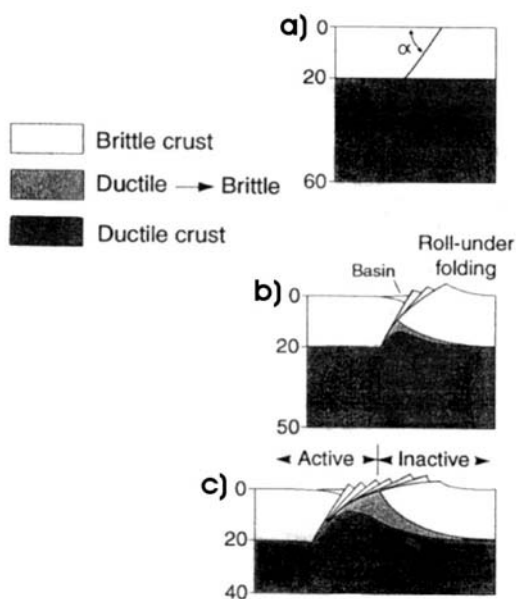 a)
0
α
20
60
Brittle crust
Ductile → Brittle
Ductile crust
Roll-under
folding
Basin
b)
0
20
50
Active
Inactive
c)
0
20
40